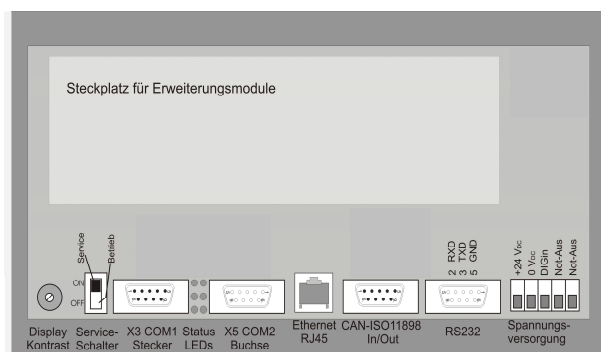 Steckplatz für Erweiterungsmodule
Service
Betrieb
ON
OFF
2 RXD
3 TXD
5 GND
+24 VDC
0 VDC
DIGin
Nct-Aus
Nct-Aus
Display
Kontrast
Service-
Schalter
X3 COM1
Stecker
Status
LEDs
X5 COM2
Buchse
Ethernet
RJ45
CAN-ISO11898
In/Out
RS232
Spannungs-
versorgung